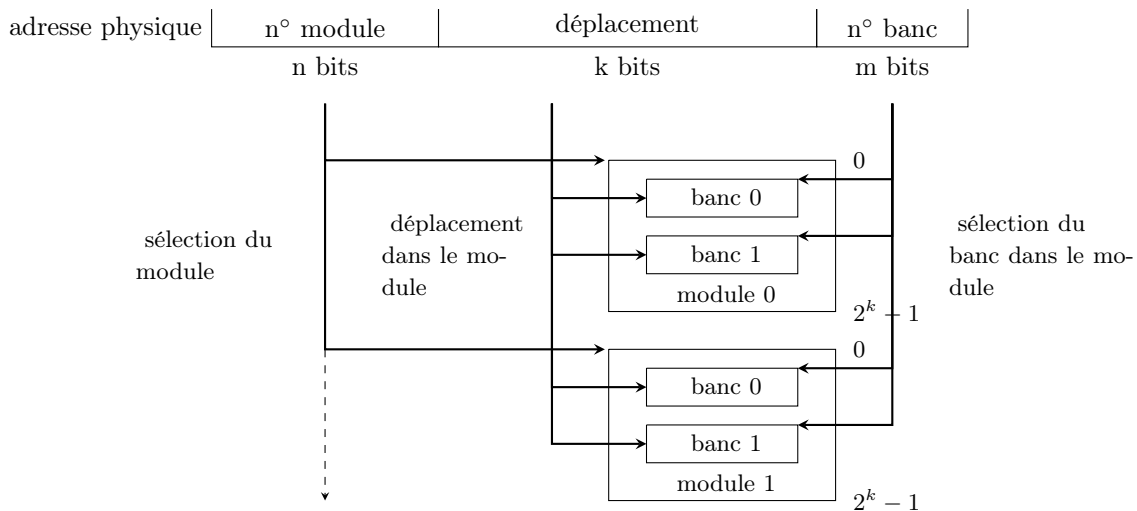 adresse physique n° module déplacement n° banc
n bits k bits m bits
0
banc 0
sélection du
module
déplacement
dans le mo-
dule
banc 1
sélection du
banc dans le mo-
dule
module 0
2^k − 1
0
banc 0
banc 1
module 1
2^k − 1